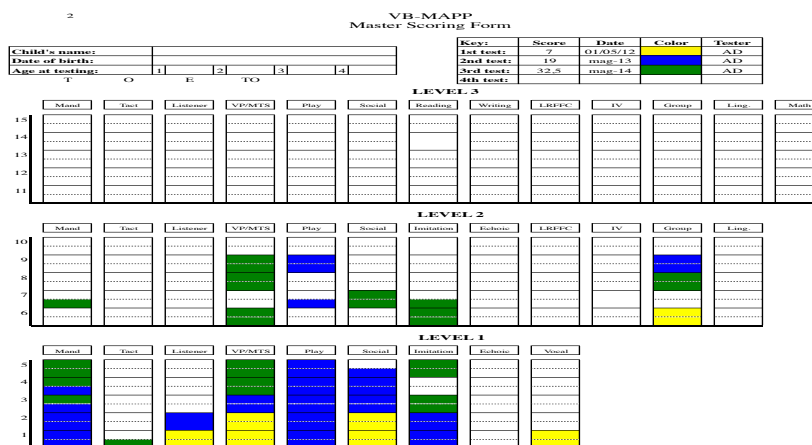 2
VB-MAPP
Master Scoring Form
Child's name:
Date of birth:
Age at testing: 1 2 3 4
T O E TO
Key: Score Date Color Tester
1st test: 7 01/05/12 AD
2nd test: 19 mag-13 AD
3rd test: 32,5 mag-14 AD
4th test:
LEVEL 3
Mand Tact Listener VP/MTS Play Social Reading Writing LRFFC IV Group Ling. Math
15
14
13
12
11
LEVEL 2
Mand Tact Listener VP/MTS Play Social Imitation Echoic LRFFC IV Group Ling.
10
9
8
7
6
LEVEL 1
Mand Tact Listener VP/MTS Play Social Imitation Echoic Vocal
5
4
3
2
1